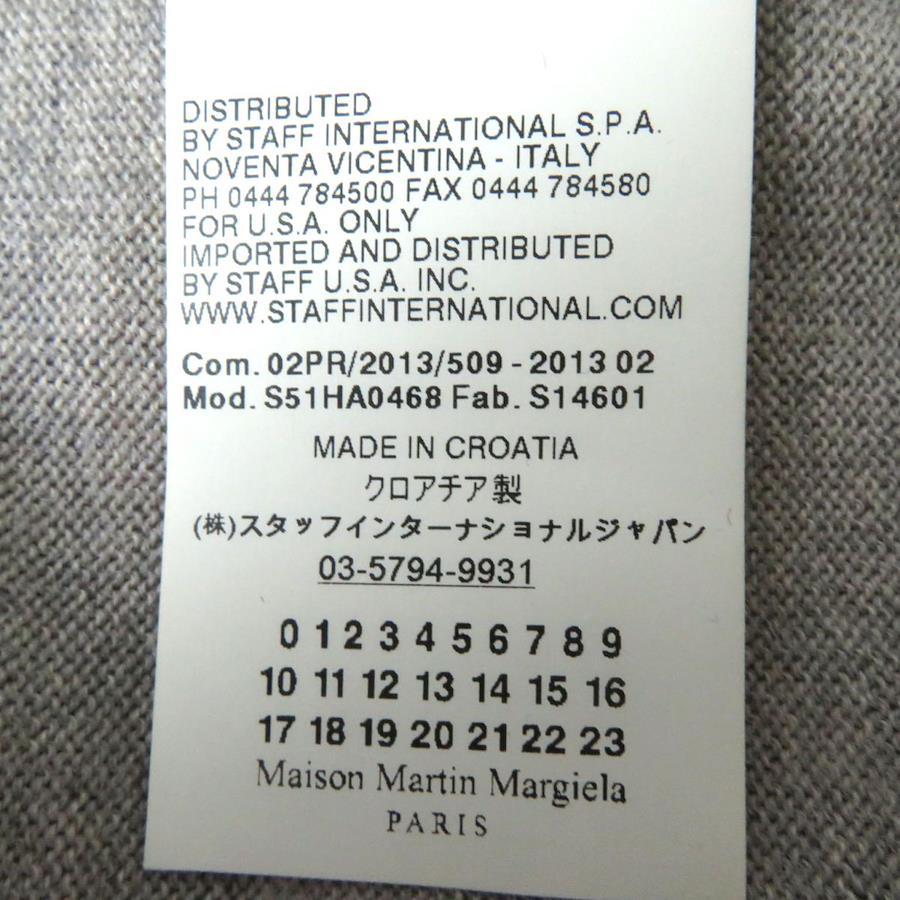 DISTRIBUTED
BY STAFF INTERNATIONAL S.P.A.
NOVENTA VICENTINA - ITALY
PH 0444 784500 FAX 0444 784580
FOR U.S.A. ONLY
IMPORTED AND DISTRIBUTED
BY STAFF U.S.A. INC.
WWW.STAFFINTERNATIONAL.COM
Com. 02PR/2013/509 - 2013 02
Mod. S51HA0468 Fab. S14601
MADE IN CROATIA
クロアチア製
(株)スタッフインターナショナルジャパン
03-5794-9931
0 1 2 3 4 5 6 7 8 9
10 11 12 13 14 15 16
17 18 19 20 21 22 23
Maison Martin Margiela
PARIS